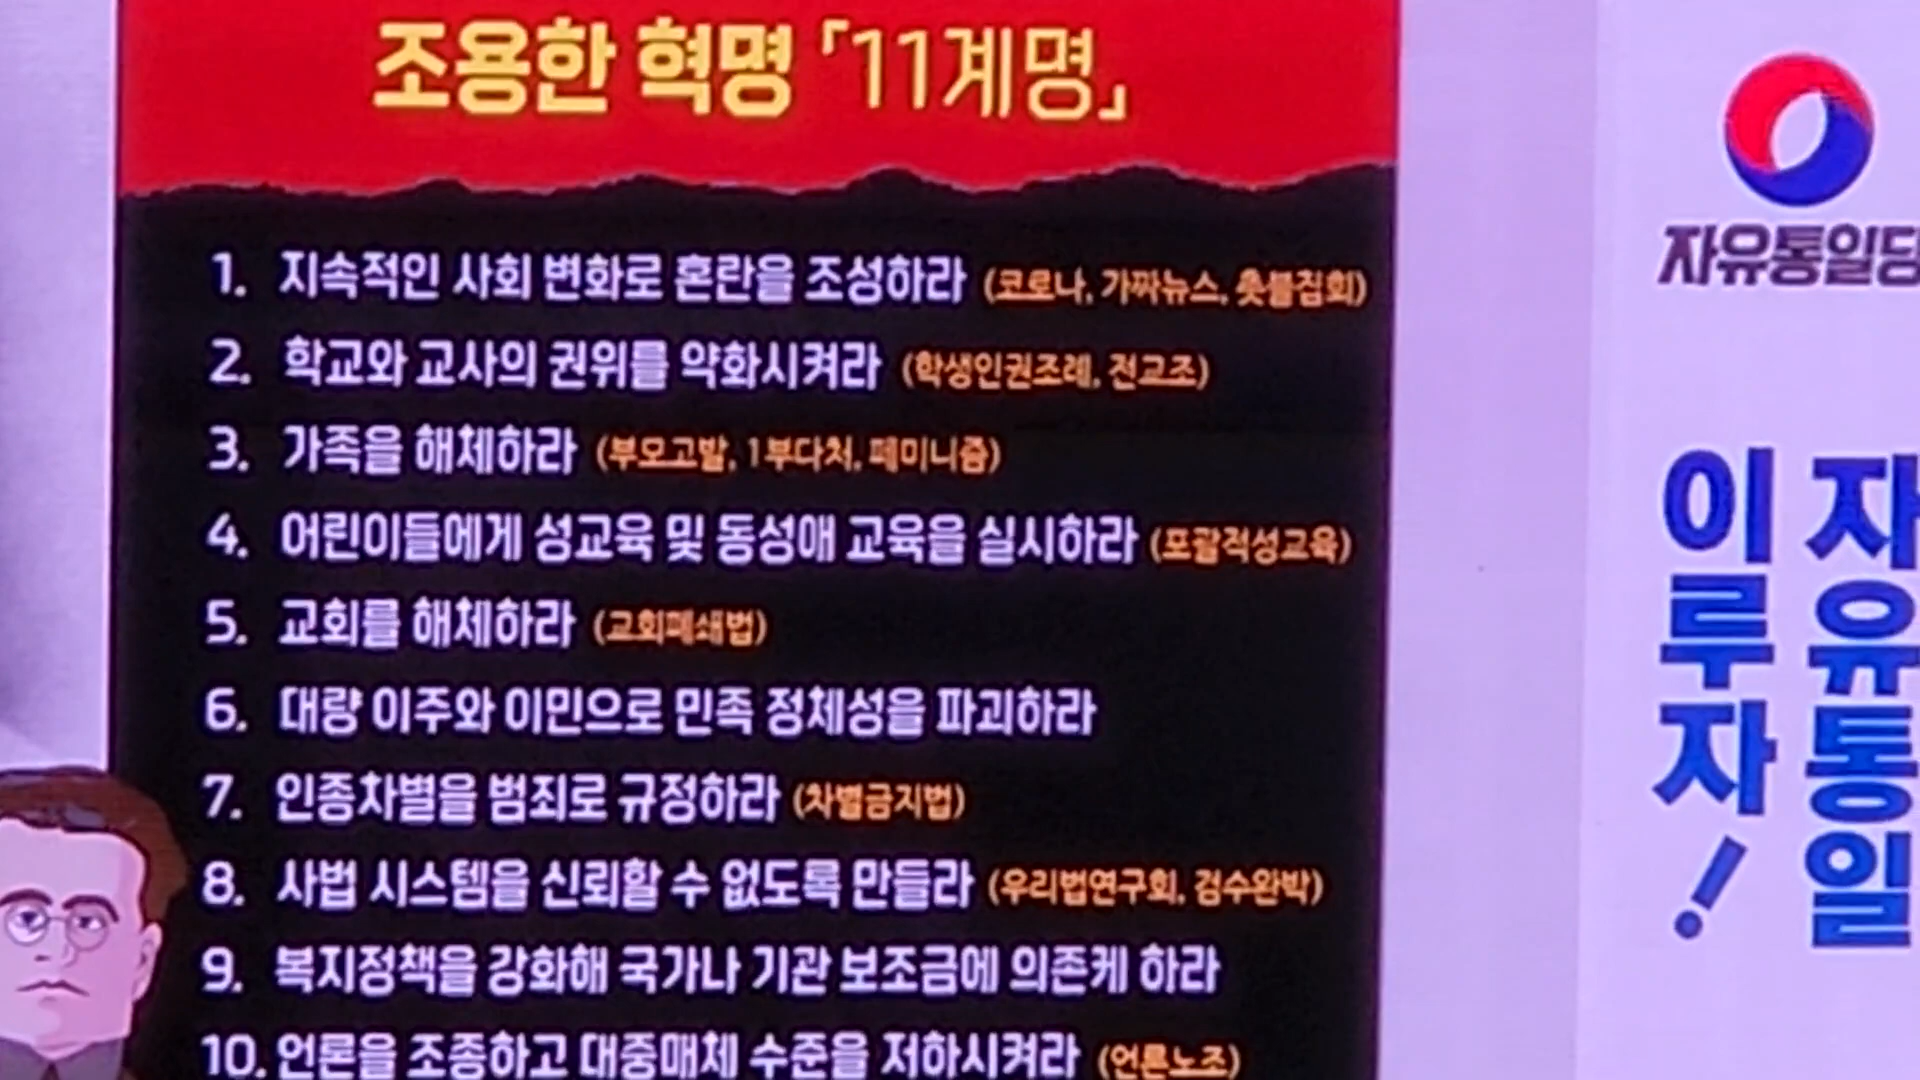 조용한 혁명 「11계명」
1. 지속적인 사회 변화로 혼란을 조성하라 (코로나, 가짜뉴스, 촛불집회)
2. 학교와 교사의 권위를 약화시켜라 (학생인권조례, 전교조)
3. 가족을 해체하라 (부모고발, 1부다처, 페미니즘)
4. 어린이들에게 성교육 및 동성애 교육을 실시하라 (포괄적성교육)
5. 교회를 해체하라 (교회폐쇄법)
6. 대량 이주와 이민으로 민족 정체성을 파괴하라
7. 인종차별을 범죄로 규정하라 (차별금지법)
8. 사법 시스템을 신뢰할 수 없도록 만들라 (우리법연구회, 검수완박)
9. 복지정책을 강화해 국가나 기관 보조금에 의존케 하라
10. 언론을 조종하고 대중매체 수준을 저하시켜라 (언론노조)
자유통일당
자유통일
이루자!